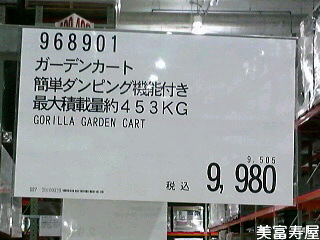 968901
ガーデンカート
簡単ダンピング機能付き
最大積載量約453KG
GORILLA GARDEN CART
9,505
税込 9,980
美富寿屋